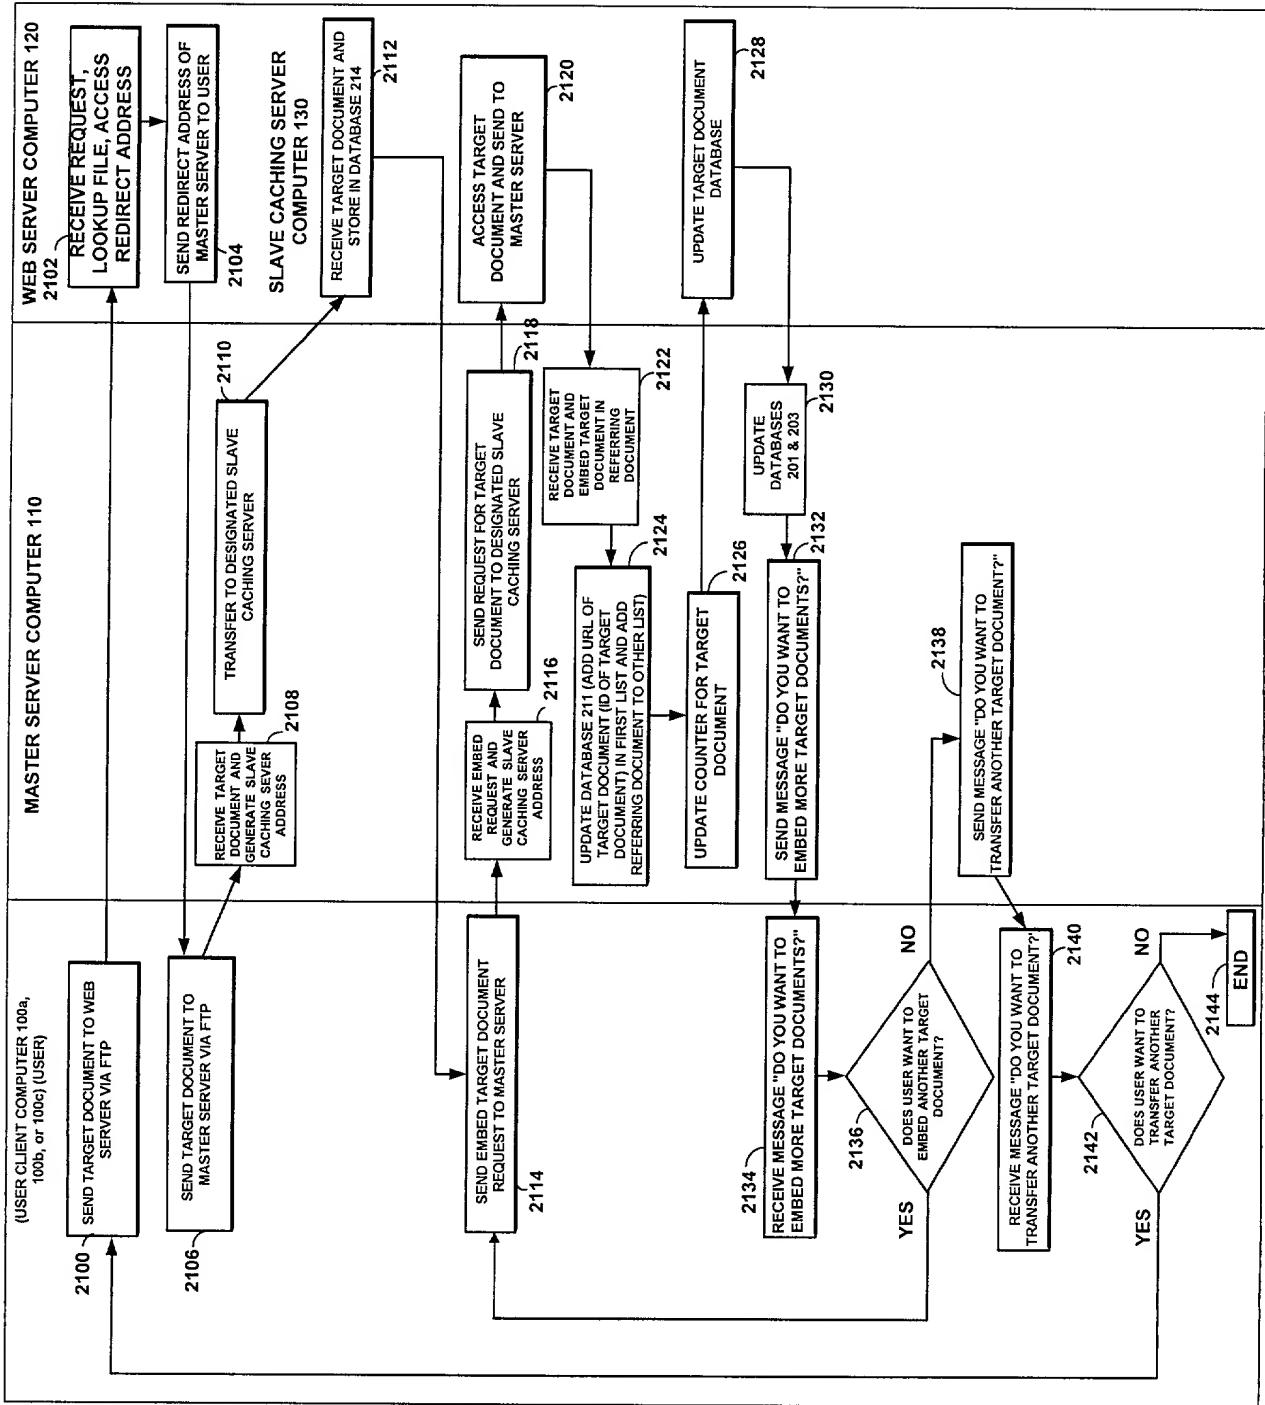 (USER CLIENT COMPUTER 100a,
100b, or 100c) (USER)
MASTER SERVER COMPUTER 110
WEB SERVER COMPUTER 120
SEND TARGET DOCUMENT TO WEB
SERVER VIA FTP
2100
2102
RECEIVE REQUEST,
LOOKUP FILE, ACCESS
REDIRECT ADDRESS
SEND REDIRECT ADDRESS OF
MASTER SERVER TO USER
2104
SEND TARGET DOCUMENT TO
MASTER SERVER VIA FTP
2106
RECEIVE TARGET
DOCUMENT AND
GENERATE SLAVE
CACHING SEVER
ADDRESS
2108
TRANSFER TO DESIGNATED SLAVE
CACHING SERVER
2110
SLAVE CACHING SERVER
COMPUTER 130
RECEIVE TARGET DOCUMENT AND
STORE IN DATABASE 214
2112
SEND EMBED TARGET DOCUMENT
REQUEST TO MASTER SERVER
2114
RECEIVE EMBED
REQUEST AND
GENERATE SLAVE
CACHING SERVER
ADDRESS
2116
SEND REQUEST FOR TARGET
DOCUMENT TO DESIGNATED SLAVE
CACHING SERVER
2118
ACCESS TARGET
DOCUMENT AND SEND TO
MASTER SERVER
2120
RECEIVE TARGET
DOCUMENT AND
EMBED TARGET
DOCUMENT IN
REFERRING
DOCUMENT
2122
UPDATE DATABASE 211 (ADD URL OF
TARGET DOCUMENT (ID OF TARGET
DOCUMENT) IN FIRST LIST AND ADD
REFERRING DOCUMENT TO OTHER LIST)
2124
UPDATE COUNTER FOR TARGET
DOCUMENT
2126
UPDATE TARGET DOCUMENT
DATABASE
2128
UPDATE
DATABASES
201 & 203
2130
SEND MESSAGE "DO YOU WANT TO
EMBED MORE TARGET DOCUMENTS?"
2132
RECEIVE MESSAGE "DO YOU WANT TO
EMBED MORE TARGET DOCUMENTS?"
2134
DOES USER WANT TO
EMBED ANOTHER TARGET
DOCUMENT?
2136
YES
NO
SEND MESSAGE "DO YOU WANT TO
TRANSFER ANOTHER TARGET DOCUMENT?"
2138
RECEIVE MESSAGE "DO YOU WANT TO
TRANSFER ANOTHER TARGET DOCUMENT?"
2140
DOES USER WANT TO
TRANSFER ANOTHER
TARGET DOCUMENT?
2142
YES
NO
END
2144